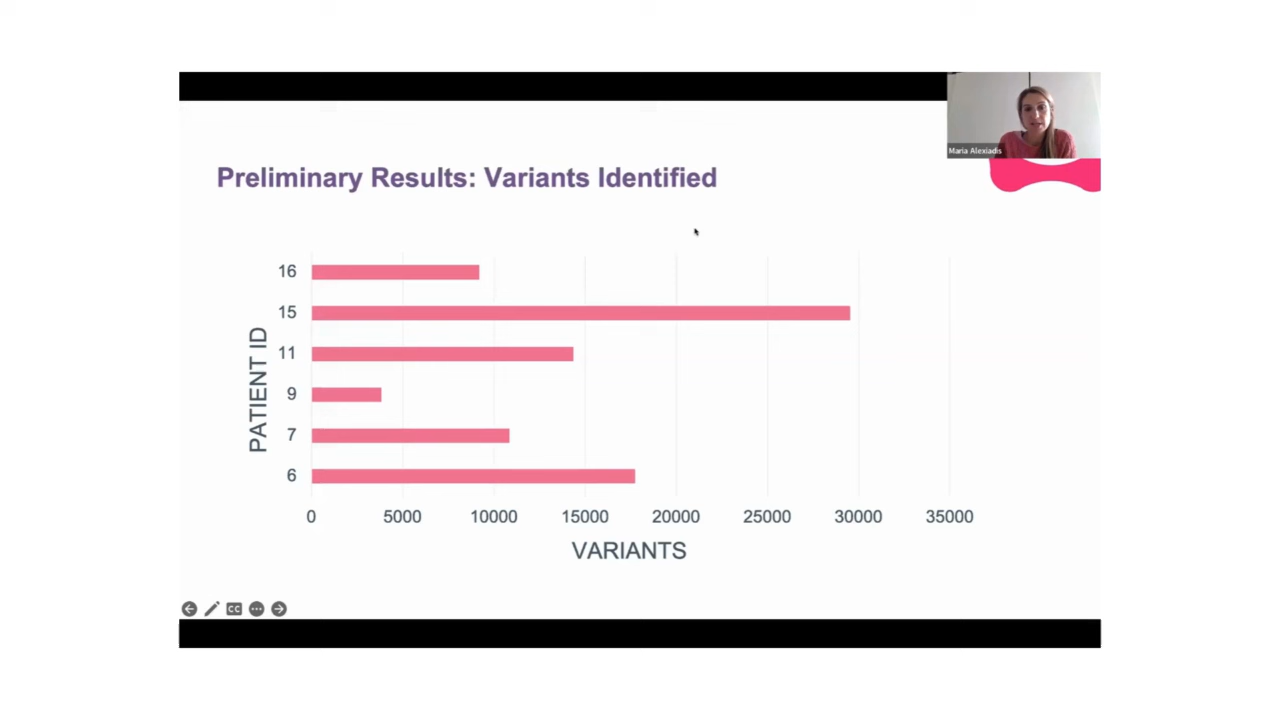 Maria Alexiadis
Preliminary Results: Variants Identified
PATIENT ID
16
15
11
9
7
6
0 5000 10000 15000 20000 25000 30000 35000
VARIANTS
CC